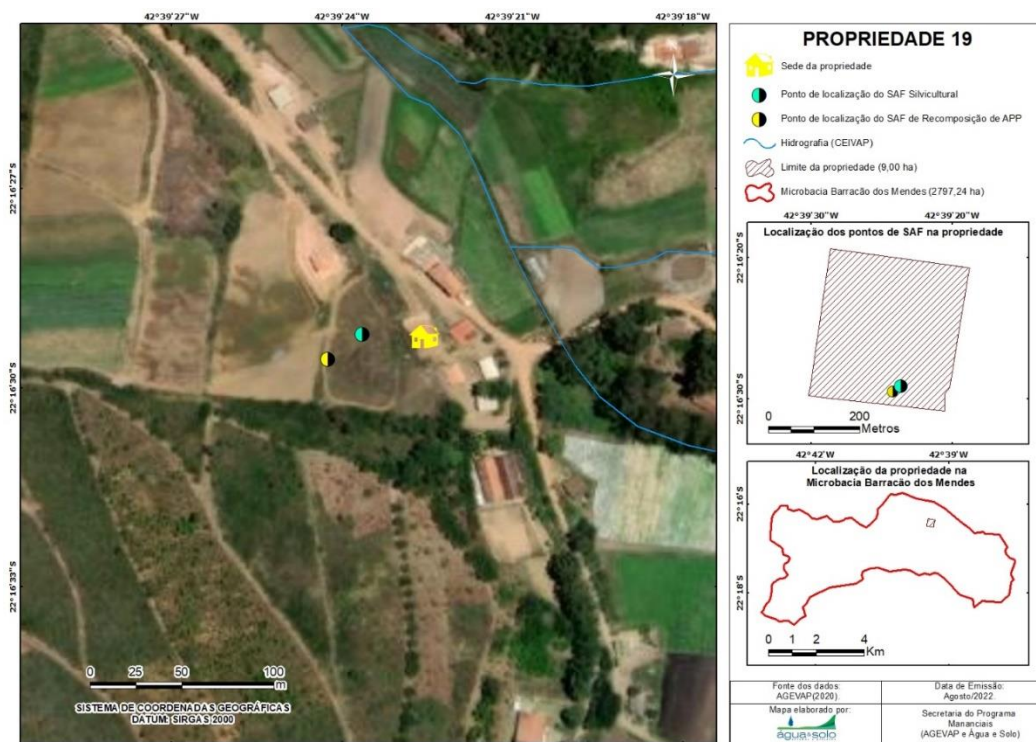 42°39'27"W
42°39'24"W
42°39'21"W
42°39'18"W
22°16'27"S
22°16'30"S
22°16'33"S
0 25 50 100
m
SISTEMA DE COORDENADAS GEOGRÁFICAS
DATUM: SIRGAS 2000
PROPRIEDADE 19
Sede da propriedade
Ponto de localização do SAF Silvicultural
Ponto de localização do SAF de Recomposição de APP
Hidrografia (CEIVAP)
Limite da propriedade (9,00 ha)
Microbacia Barracão dos Mendes (2797,24 ha)
42°39'30"W
42°39'20"W
Localização dos pontos de SAF na propriedade
22°16'20"S
22°16'30"S
0 200
Metros
42°42'W
42°39'W
Localização da propriedade na
Microbacia Barracão dos Mendes
22°16'S
22°18'S
0 1 2 4
Km
Fonte dos dados:
AGEVAP(2020)
Data de Emissão:
Agosto/2022.
Mapa elaborado por:
água&solo
Secretaria do Programa
Mananciais
(AGEVAP e Água e Solo)